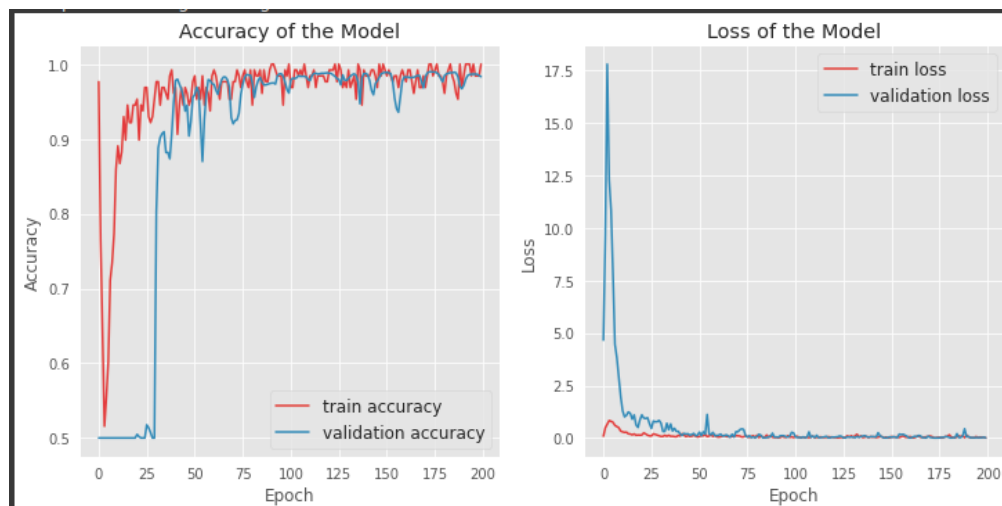 Accuracy of the Model
1.0
0.9
0.8
0.7
0.6
0.5
Accuracy
train accuracy
validation accuracy
0 25 50 75 100 125 150 175 200
Epoch
Loss of the Model
17.5
15.0
12.5
10.0
7.5
5.0
2.5
0.0
Loss
train loss
validation loss
0 25 50 75 100 125 150 175 200
Epoch